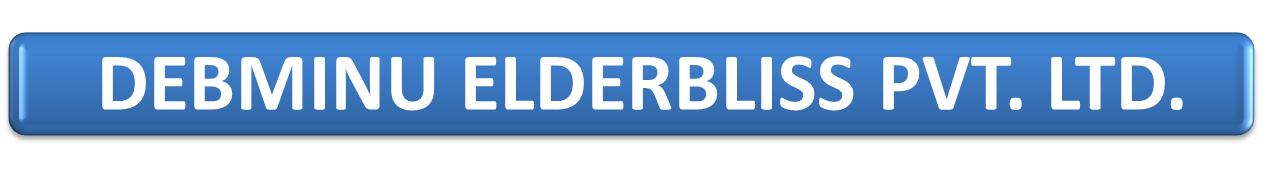 DEBMINU ELDERBLISS PVT. LTD.